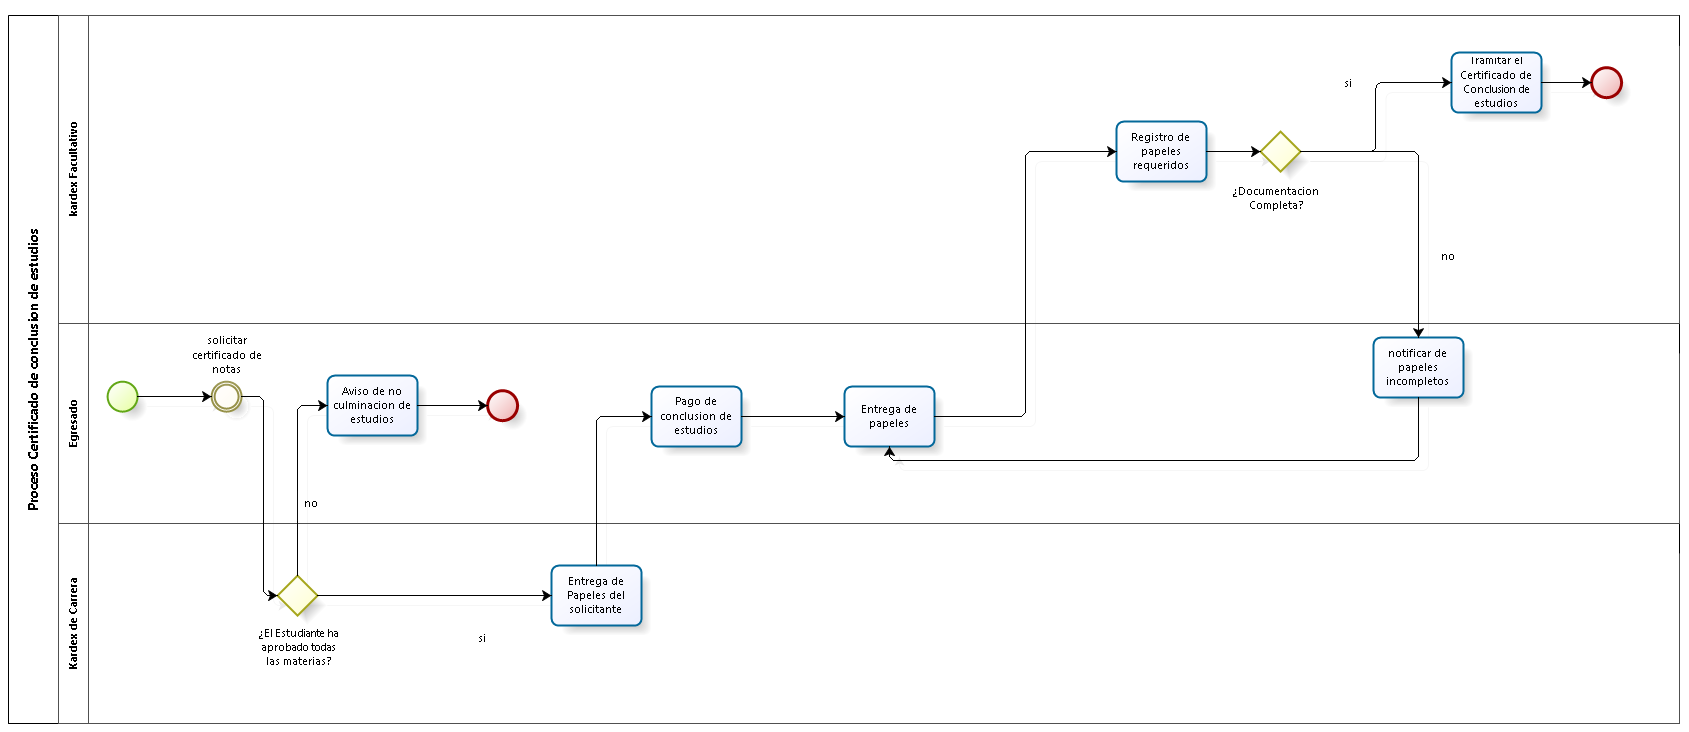 Proceso Certificado de conclusion de estudios
kardex Facultativo
Tramitar el
Certificado de
Conclusion de
estudios
si
Registro de
papeles
requeridos
¿Documentacion
Completa?
no
Egresado
solicitar
certificado de
notas
Aviso de no
culminacion de
estudios
no
Pago de
conclusion de
estudios
Entrega de
papeles
notificar de
papeles
incompletos
Kardex de Carrera
¿El Estudiante ha
aprobado todas
las materias?
si
Entrega de
Papeles del
solicitante